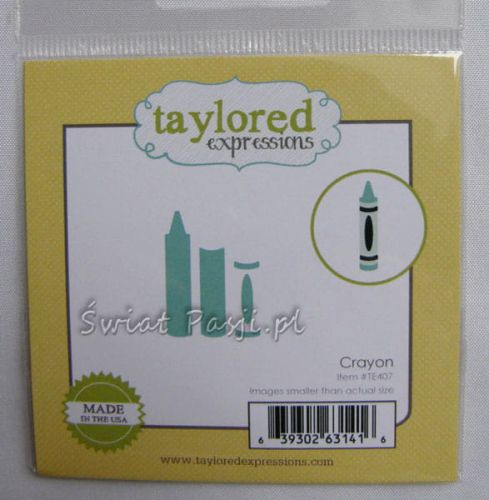 taylored
expressions
Świat Pasji.pl
Crayon
Item #TE407
Images smaller than actual size
MADE
IN THE USA
6 39302 63141 6
www.tayloredexpressions.com